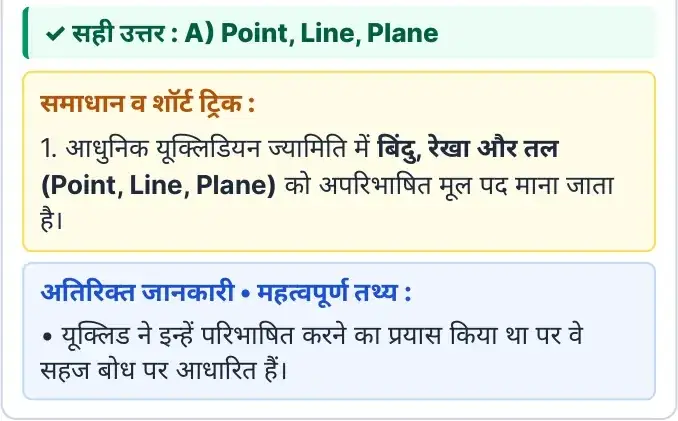 ✓ सही उत्तर : A) Point, Line, Plane
समाधान व शॉर्ट ट्रिक :
1. आधुनिक यूक्लिडियन ज्यामिति में बिंदु, रेखा और तल
(Point, Line, Plane) को अपरिभाषित मूल पद माना जाता
है।
अतिरिक्त जानकारी • महत्वपूर्ण तथ्य :
• यूक्लिड ने इन्हें परिभाषित करने का प्रयास किया था पर वे
सहज बोध पर आधारित हैं।